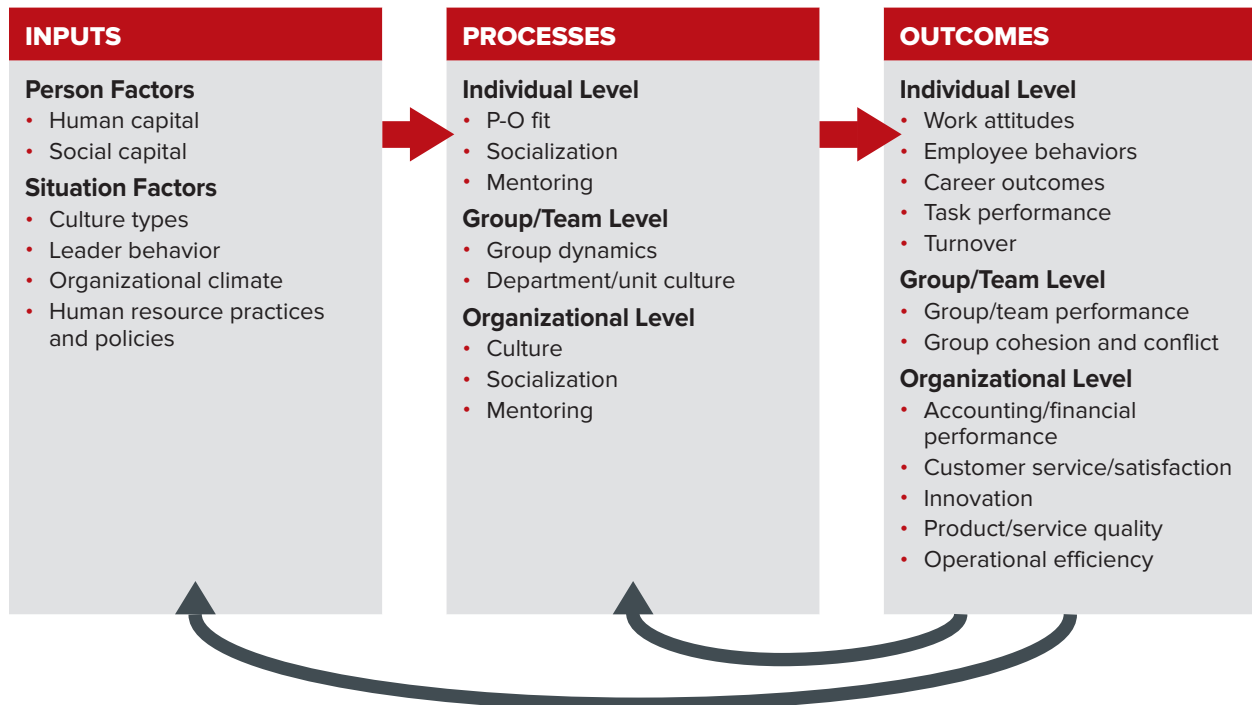 INPUTS
Person Factors
• Human capital
• Social capital
Situation Factors
• Culture types
• Leader behavior
• Organizational climate
• Human resource practices
and policies
PROCESSES
Individual Level
• P-O fit
• Socialization
• Mentoring
Group/Team Level
• Group dynamics
• Department/unit culture
Organizational Level
• Culture
• Socialization
• Mentoring
OUTCOMES
Individual Level
• Work attitudes
• Employee behaviors
• Career outcomes
• Task performance
• Turnover
Group/Team Level
• Group/team performance
• Group cohesion and conflict
Organizational Level
• Accounting/financial
performance
• Customer service/satisfaction
• Innovation
• Product/service quality
• Operational efficiency